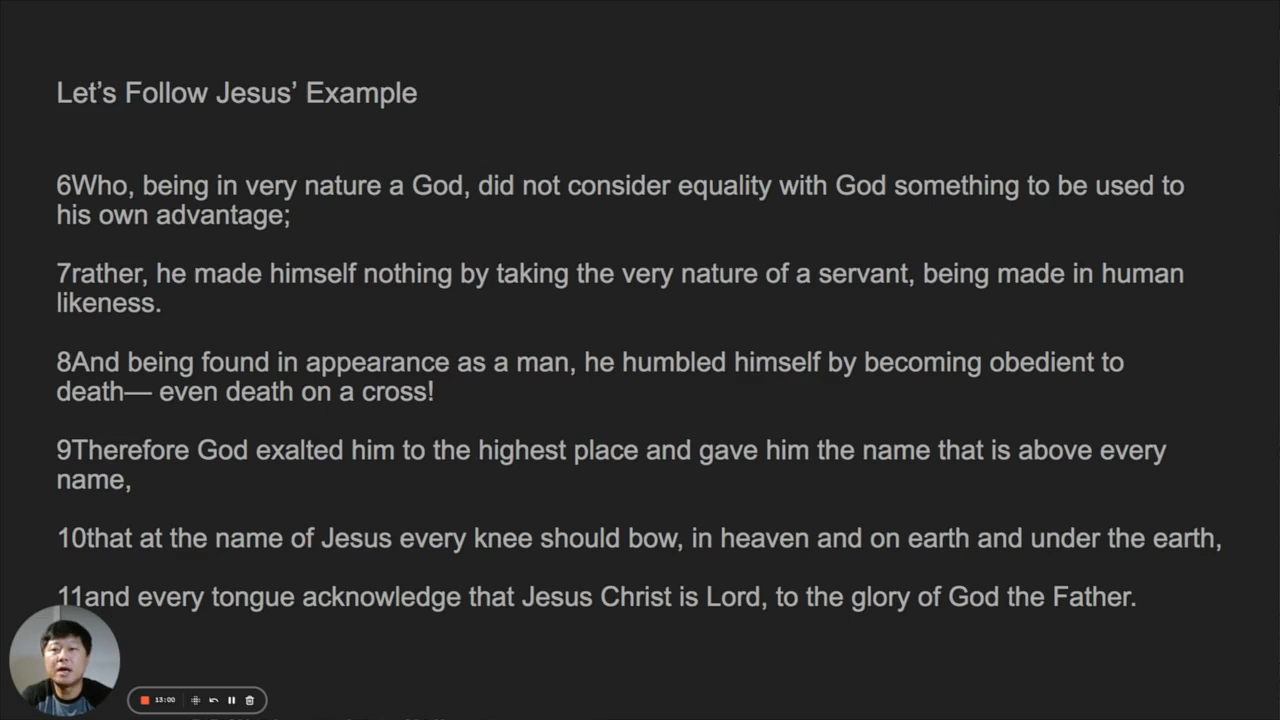 Let’s Follow Jesus’ Example
6Who, being in very nature a God, did not consider equality with God something to be used to
his own advantage;
7rather, he made himself nothing by taking the very nature of a servant, being made in human
likeness.
8And being found in appearance as a man, he humbled himself by becoming obedient to
death— even death on a cross!
9Therefore God exalted him to the highest place and gave him the name that is above every
name,
10that at the name of Jesus every knee should bow, in heaven and on earth and under the earth,
11and every tongue acknowledge that Jesus Christ is Lord, to the glory of God the Father.
13:00